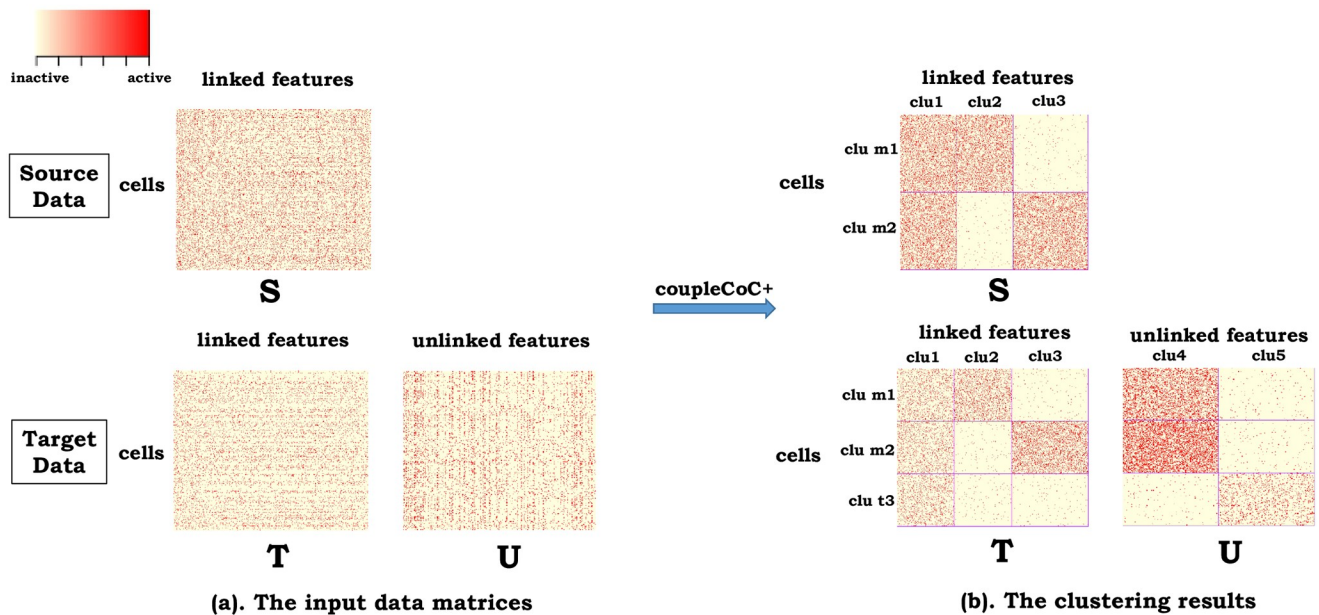 inactive active
linked features
Source
Data
cells
S
linked features
unlinked features
Target
Data
cells
T
U
(a). The input data matrices
coupleCoC+
linked features
clu1 clu2 clu3
clu m1
cells
clu m2
S
linked features
unlinked features
clu1 clu2 clu3
clu4 clu5
clu m1
clu m2
cells
clu t3
T
U
(b). The clustering results